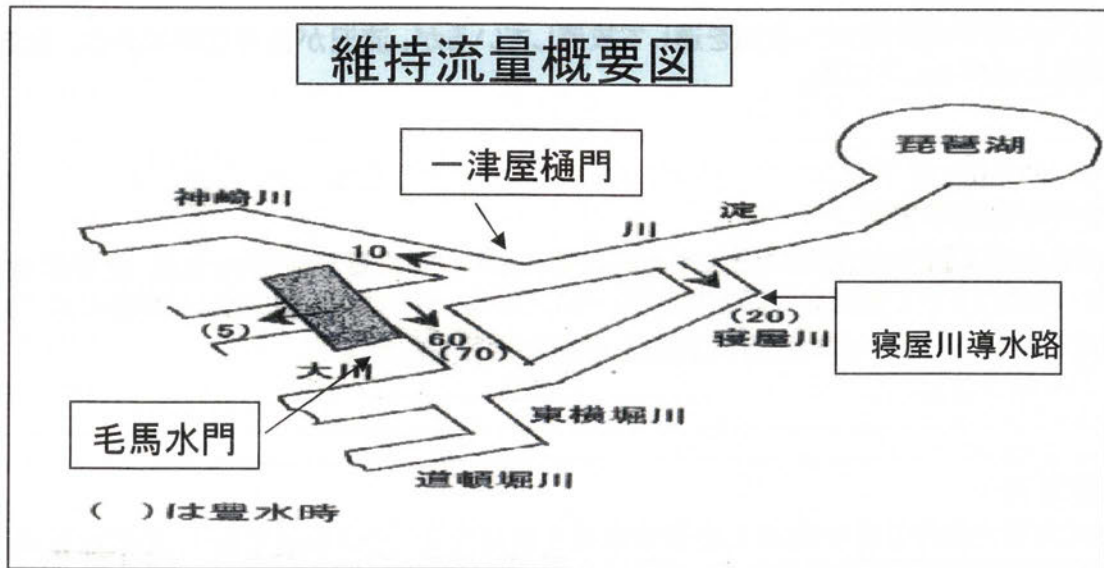 維持流量概要図
琵琶湖
一津屋樋門
神崎川
淀
川
10
(5)
60
(70)
(20)
寝屋川
寝屋川導水路
大川
毛馬水門
東横堀川
道頓堀川
( )は豊水時